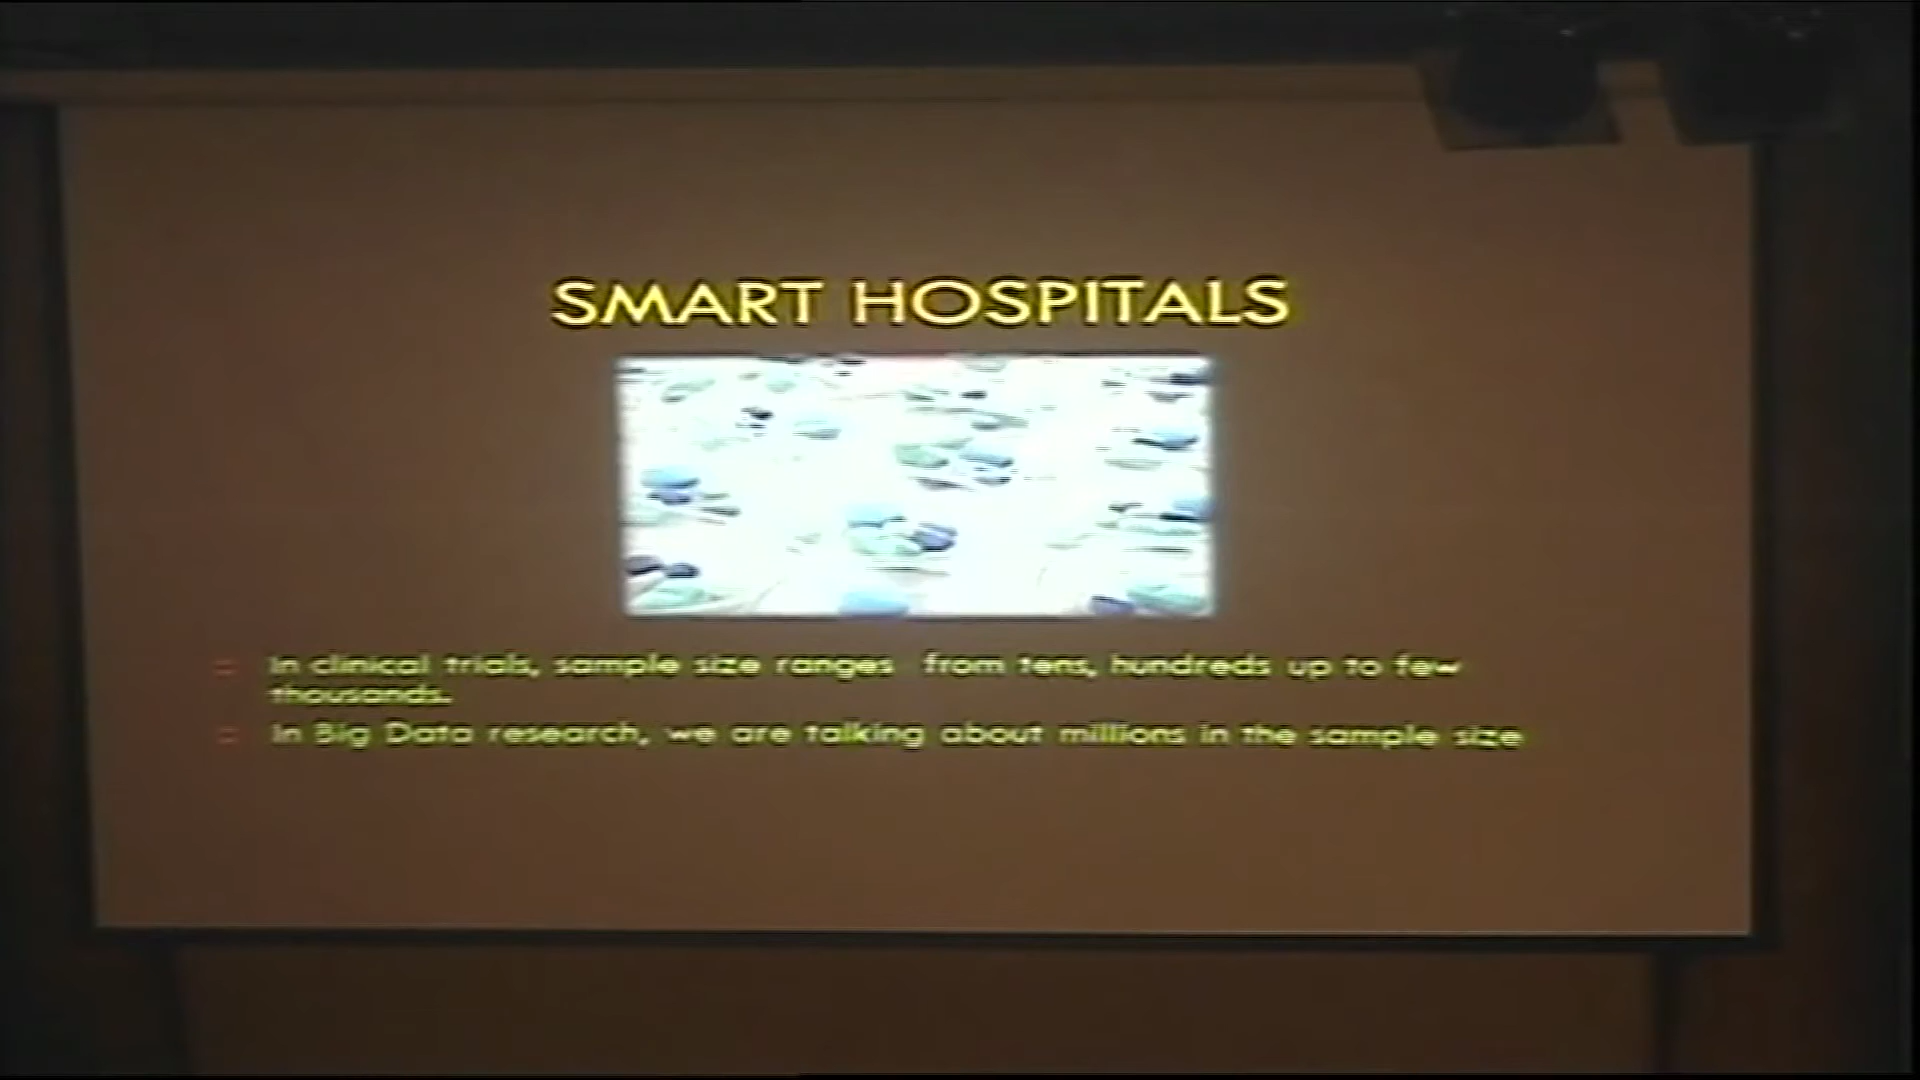 SMART HOSPITALS
In clinical trials, sample size ranges from tens, hundreds up to few
thousands.
In Big Data research, we are talking about millions in the sample size